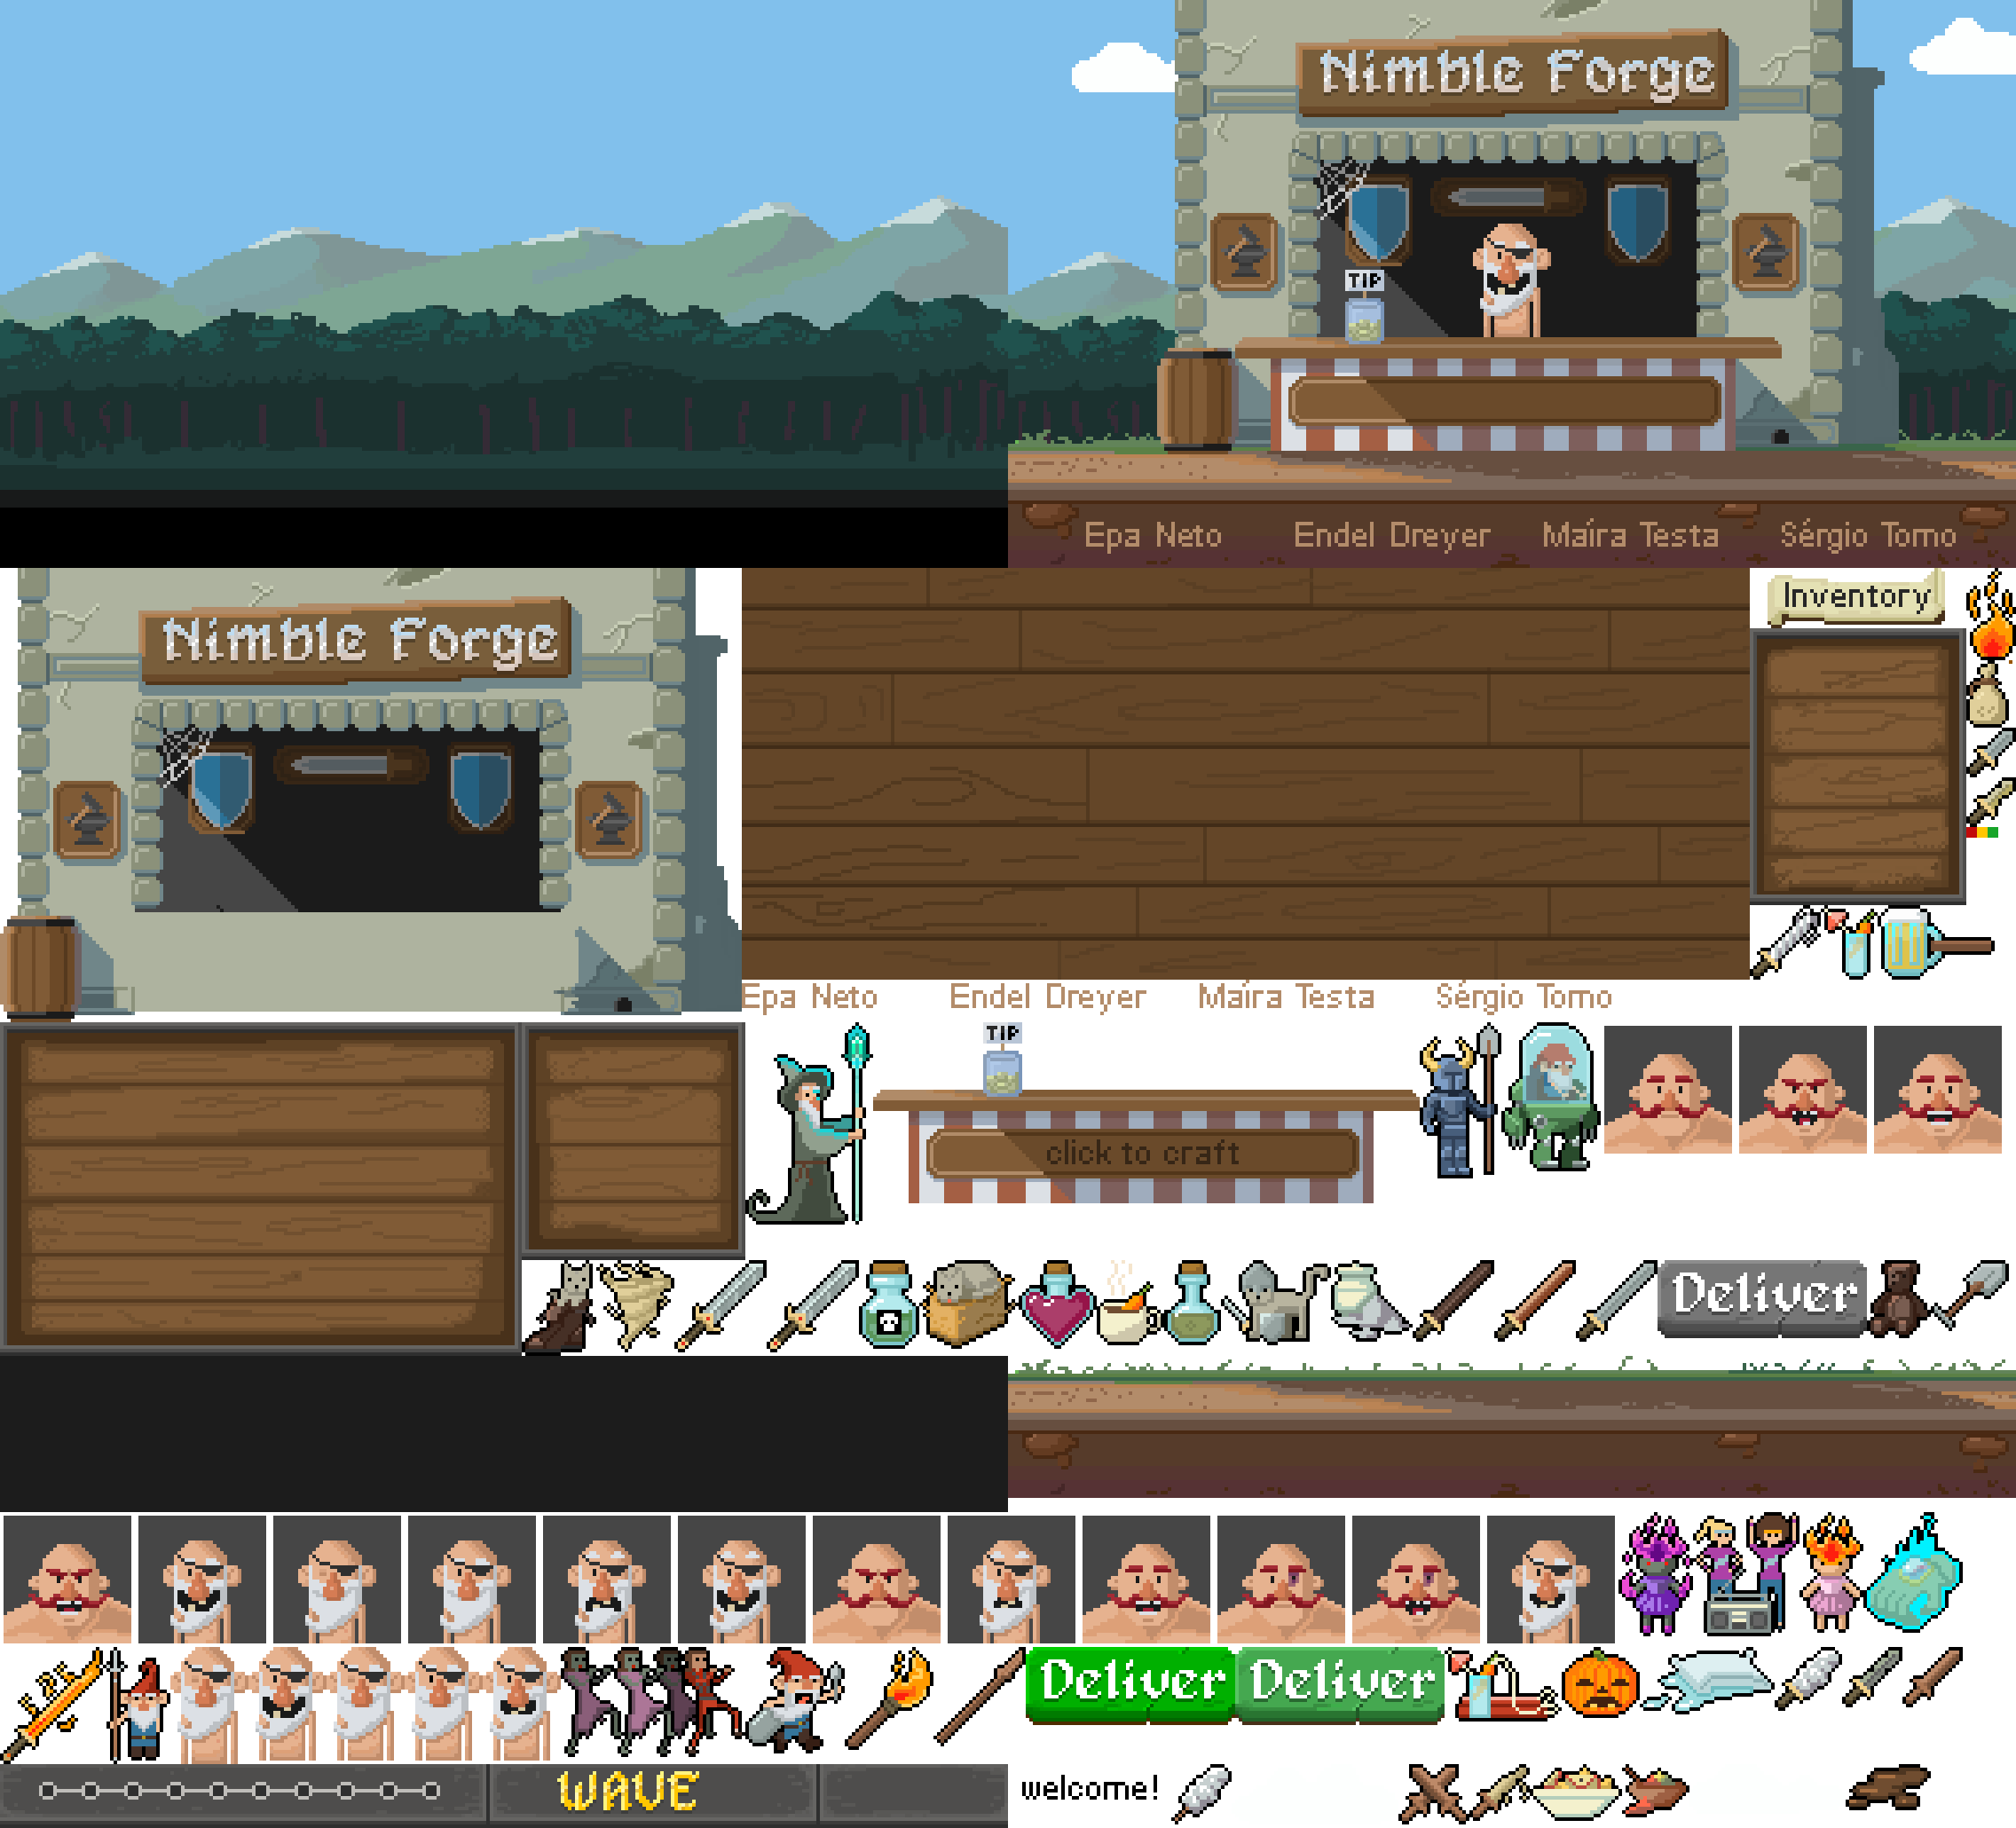 Nimble Forge
TIP
Epa Neto Endel Dreyer Maíra Testa Sérgio Tomo
Nimble Forge
Inventory
Epa Neto Endel Dreyer Maíra Testa Sérgio Tomo
TIP
click to craft
Deliver
Deliver
Deliver
WAVE
welcome!